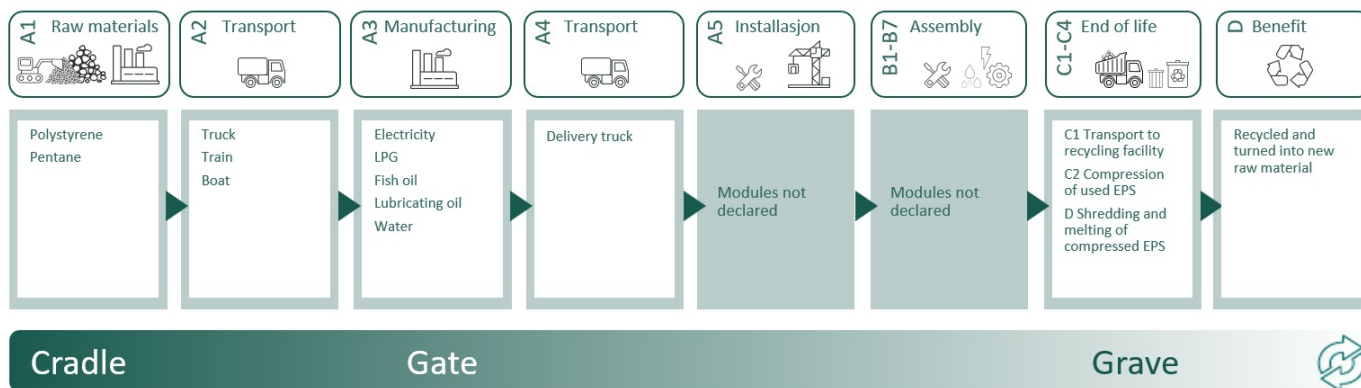 A1 Raw materials
A2 Transport
A3 Manufacturing
A4 Transport
A5 Installasjon
B1-B7 Assembly
C1-C4 End of life
D Benefit
Polystyrene
Pentane
Truck
Train
Boat
Electricity
LPG
Fish oil
Lubricating oil
Water
Delivery truck
Modules not
declared
Modules not
declared
C1 Transport to
recycling facility
C2 Compression
of used EPS
D Shredding and
melting of
compressed EPS
Recycled and
turned into new
raw material
Cradle
Gate
Grave